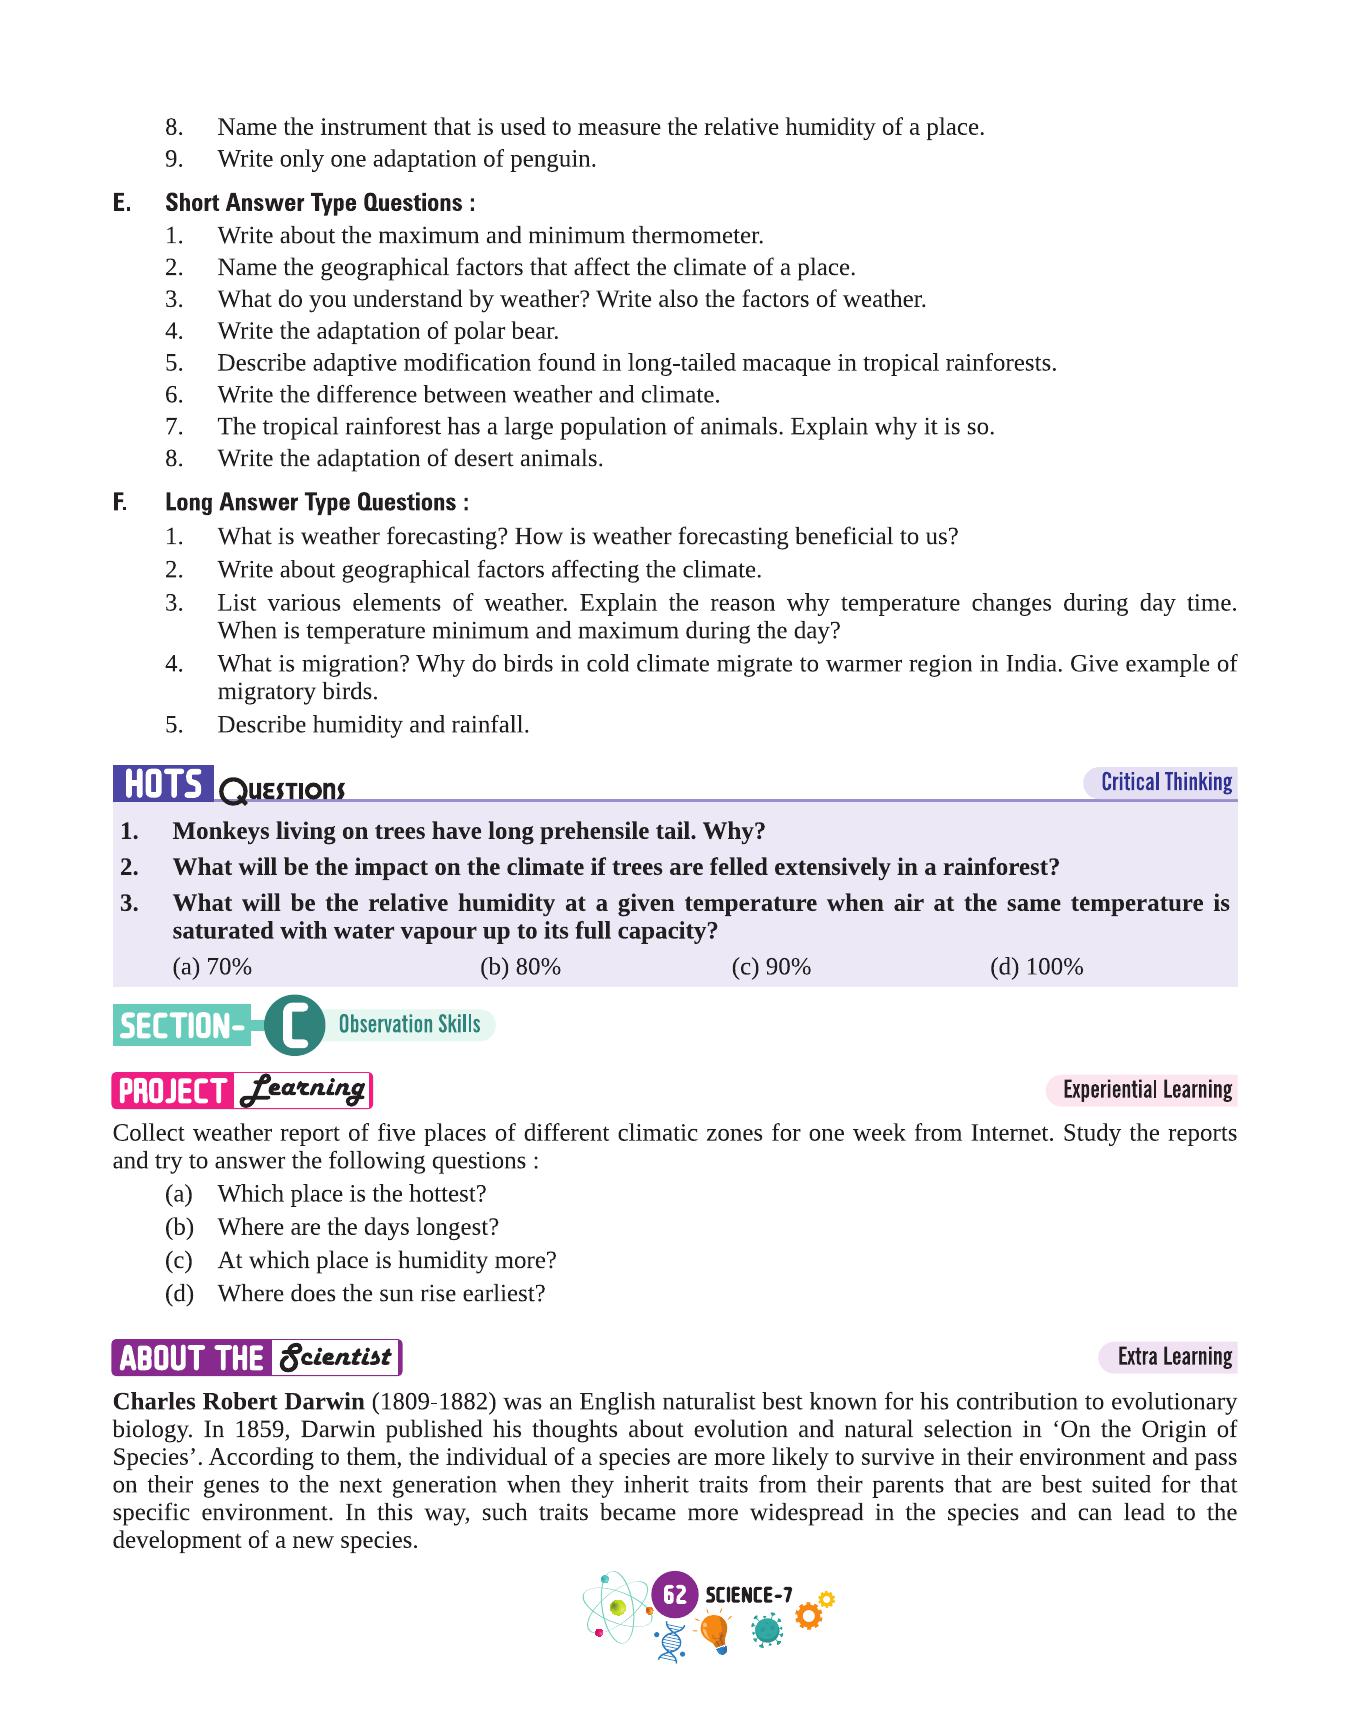 8. Name the instrument that is used to measure the relative humidity of a place.
9. Write only one adaptation of penguin.
E. Short Answer Type Questions :
1. Write about the maximum and minimum thermometer.
2. Name the geographical factors that affect the climate of a place.
3. What do you understand by weather? Write also the factors of weather.
4. Write the adaptation of polar bear.
5. Describe adaptive modification found in long-tailed macaque in tropical rainforests.
6. Write the difference between weather and climate.
7. The tropical rainforest has a large population of animals. Explain why it is so.
8. Write the adaptation of desert animals.
F. Long Answer Type Questions :
1. What is weather forecasting? How is weather forecasting beneficial to us?
2. Write about geographical factors affecting the climate.
3. List various elements of weather. Explain the reason why temperature changes during day time.
When is temperature minimum and maximum during the day?
4. What is migration? Why do birds in cold climate migrate to warmer region in India. Give example of
migratory birds.
5. Describe humidity and rainfall.
HOTS Questions Critical Thinking
1. Monkeys living on trees have long prehensile tail. Why?
2. What will be the impact on the climate if trees are felled extensively in a rainforest?
3. What will be the relative humidity at a given temperature when air at the same temperature is
saturated with water vapour up to its full capacity?
(a) 70% (b) 80% (c) 90% (d) 100%
SECTION- C Observation Skills
PROJECT Learning Experiential Learning
Collect weather report of five places of different climatic zones for one week from Internet. Study the reports
and try to answer the following questions :
(a) Which place is the hottest?
(b) Where are the days longest?
(c) At which place is humidity more?
(d) Where does the sun rise earliest?
ABOUT THE Scientist Extra Learning
Charles Robert Darwin (1809-1882) was an English naturalist best known for his contribution to evolutionary
biology. In 1859, Darwin published his thoughts about evolution and natural selection in ‘On the Origin of
Species’. According to them, the individual of a species are more likely to survive in their environment and pass
on their genes to the next generation when they inherit traits from their parents that are best suited for that
specific environment. In this way, such traits became more widespread in the species and can lead to the
development of a new species.
62 SCIENCE-7